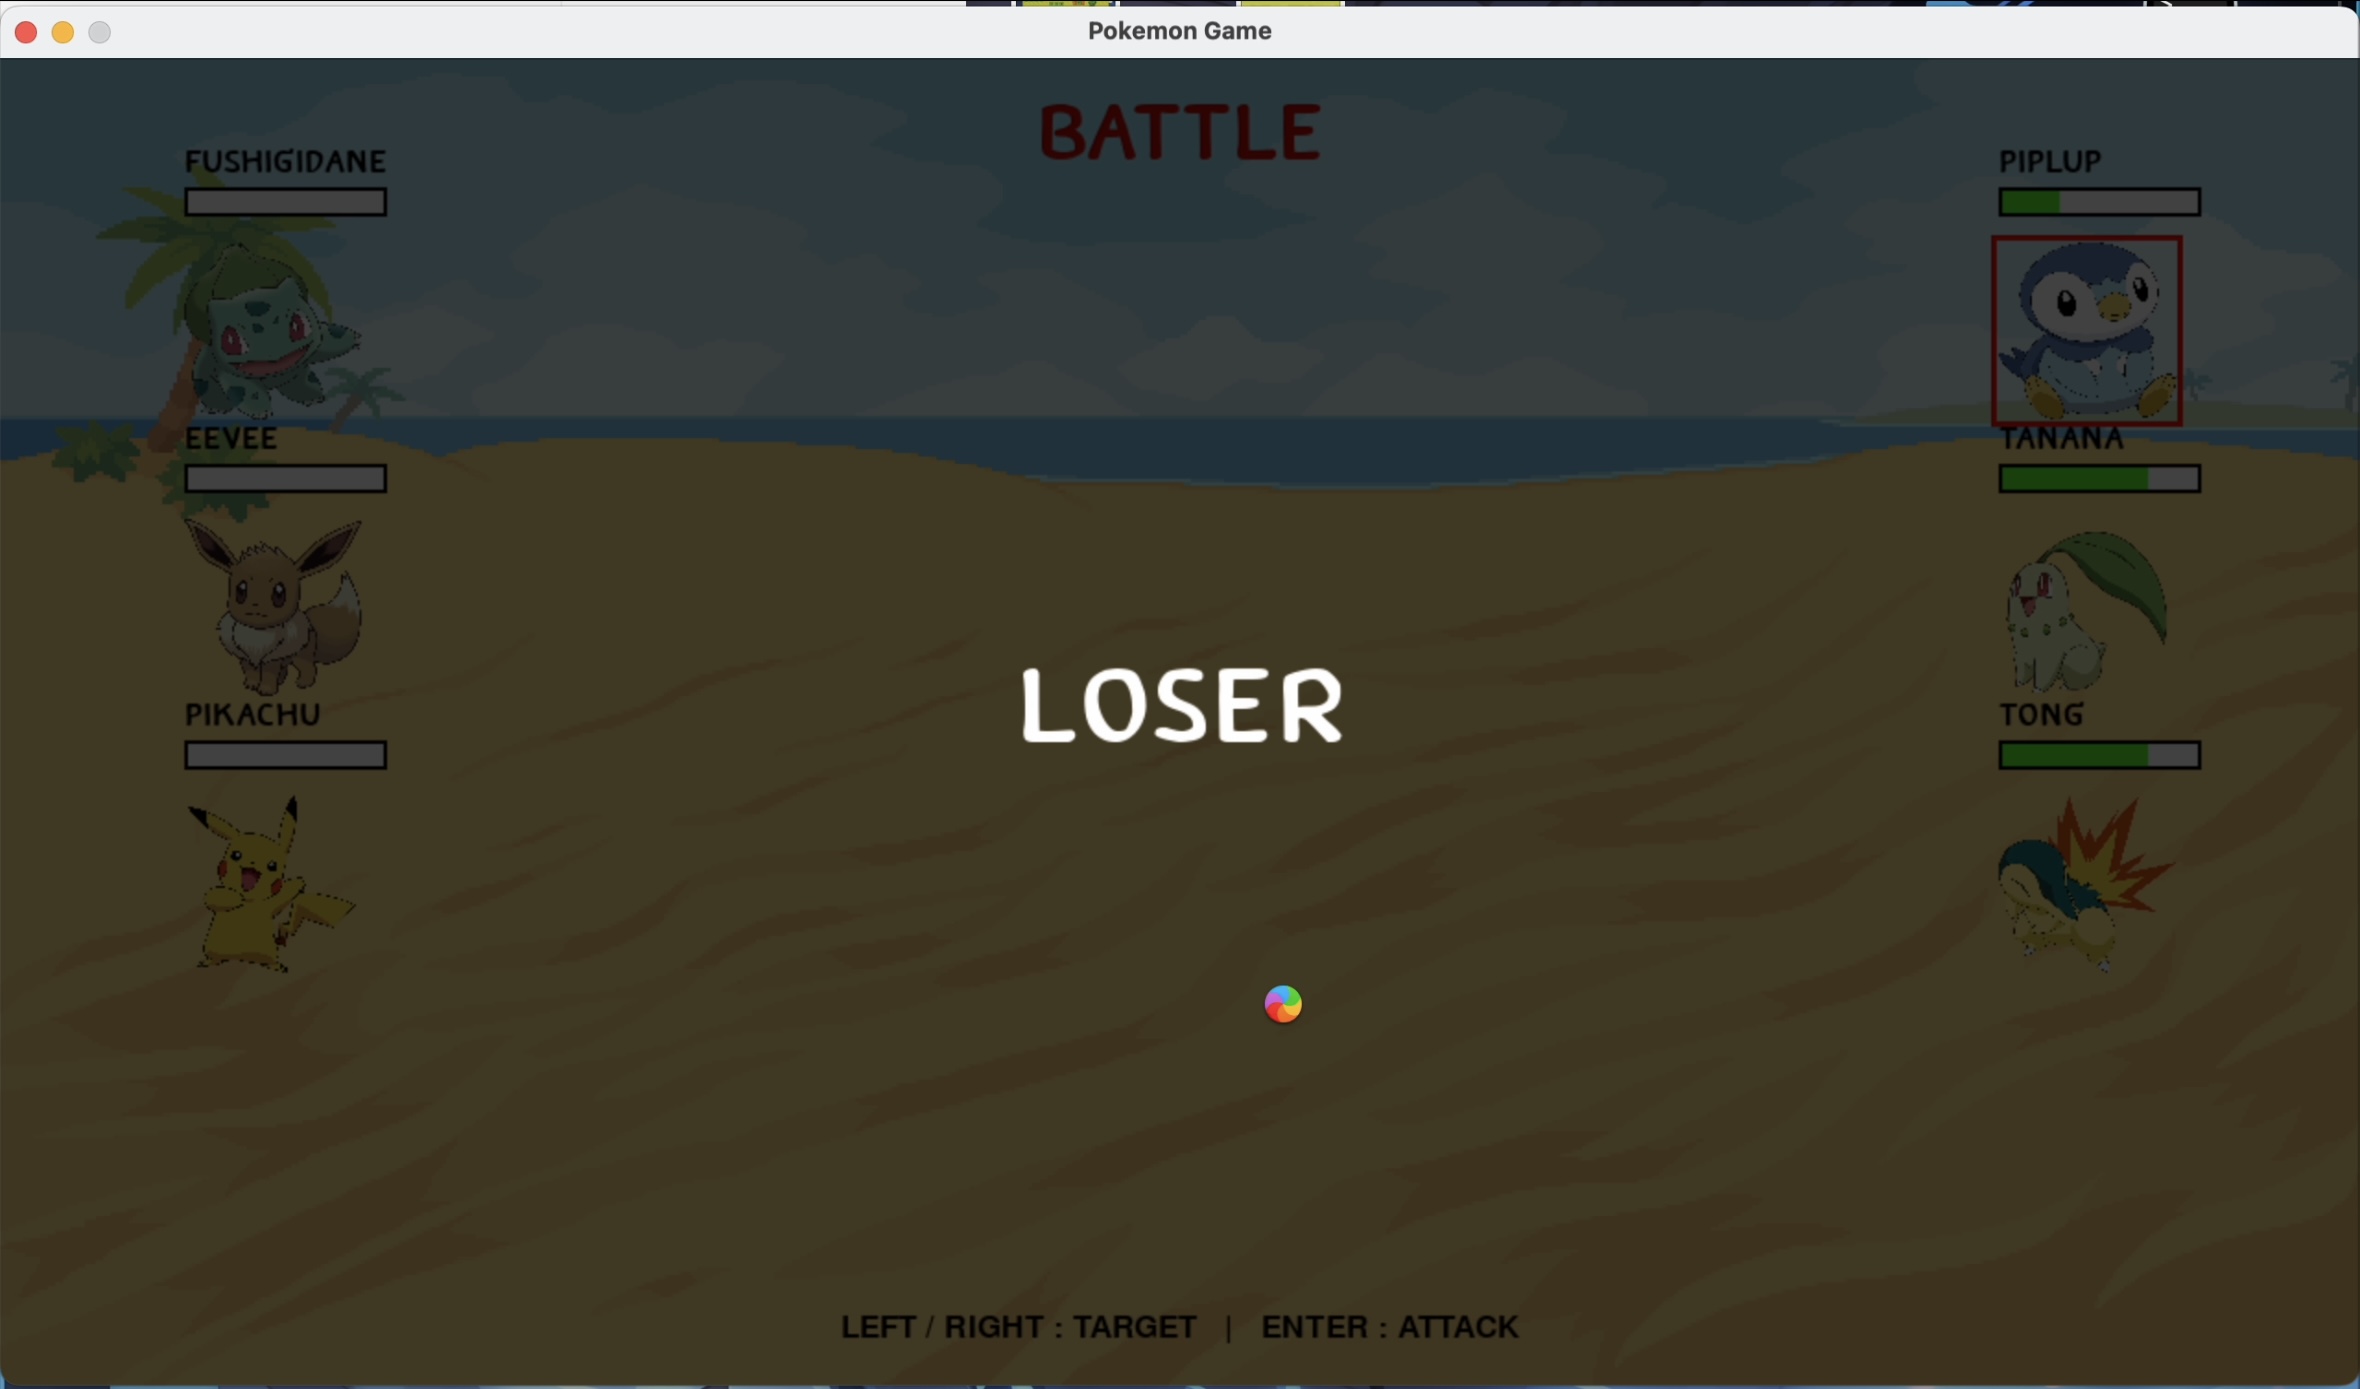 Pokemon Game
BATTLE
FUSHIGIDANE
PIPLUP
EEVEE
TANANA
PIKACHU
TONG
LOSER
LEFT / RIGHT : TARGET | ENTER : ATTACK